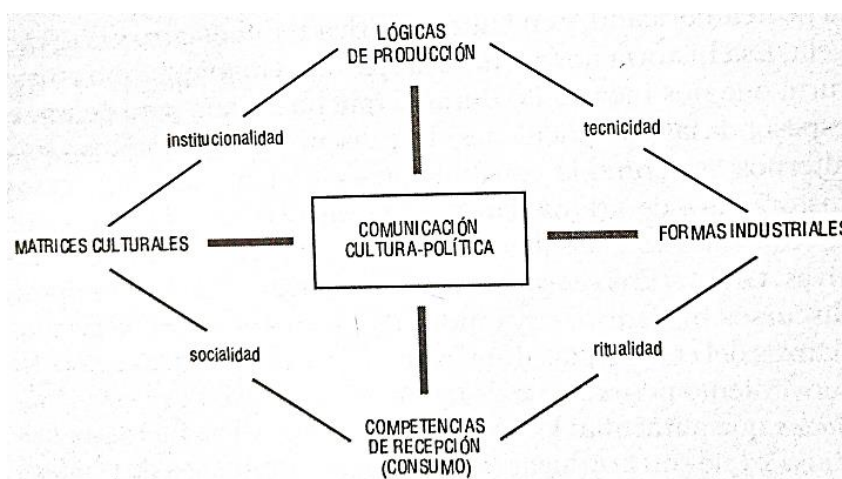 LÓGICAS
DE PRODUCCIÓN
institucionalidad
tecnicidad
MATRICES CULTURALES
COMUNICACIÓN
CULTURA-POLÍTICA
FORMAS INDUSTRIALES
socialidad
ritualidad
COMPETENCIAS
DE RECEPCIÓN
(CONSUMO)